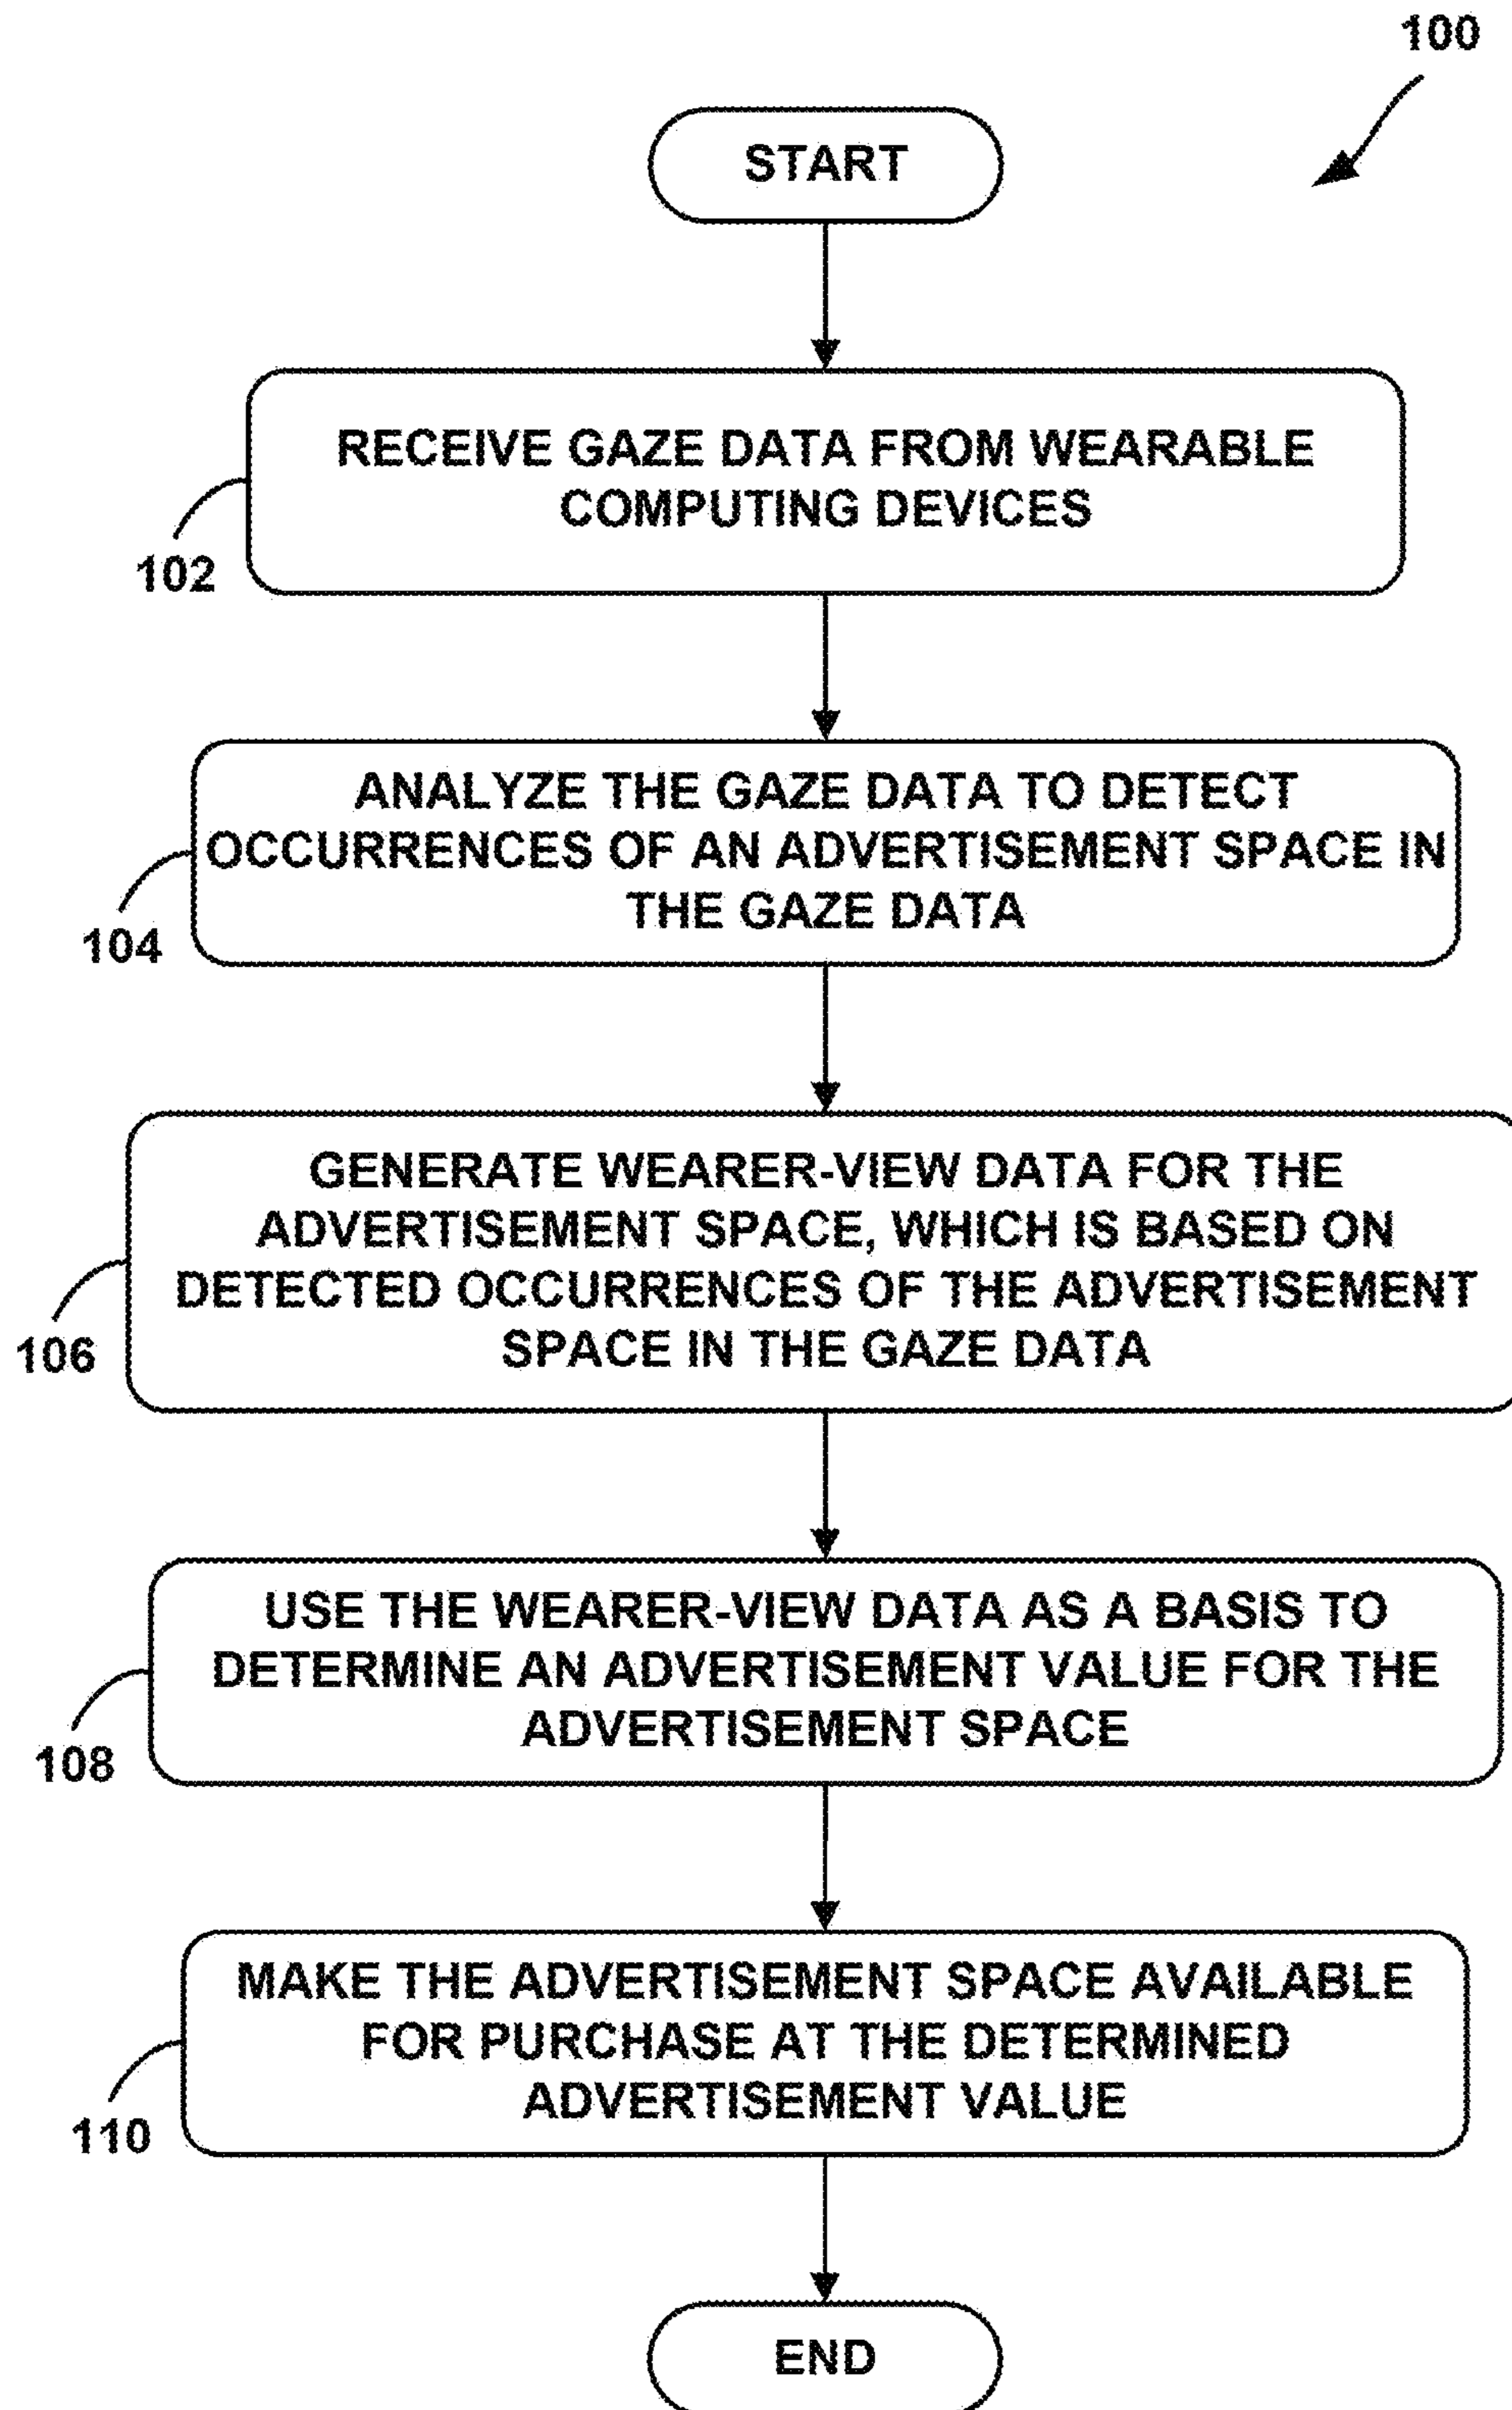 100
START
RECEIVE GAZE DATA FROM WEARABLE
COMPUTING DEVICES
102
ANALYZE THE GAZE DATA TO DETECT
OCCURRENCES OF AN ADVERTISEMENT SPACE IN
THE GAZE DATA
104
GENERATE WEARER-VIEW DATA FOR THE
ADVERTISEMENT SPACE, WHICH IS BASED ON
DETECTED OCCURRENCES OF THE ADVERTISEMENT
SPACE IN THE GAZE DATA
106
USE THE WEARER-VIEW DATA AS A BASIS TO
DETERMINE AN ADVERTISEMENT VALUE FOR THE
ADVERTISEMENT SPACE
108
MAKE THE ADVERTISEMENT SPACE AVAILABLE
FOR PURCHASE AT THE DETERMINED
ADVERTISEMENT VALUE
110
END